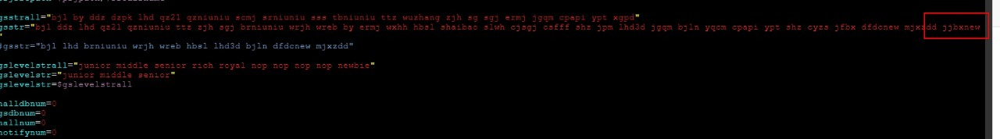 gsstrall="bjl by ddz dzpk lhd qz21 qzniuniu scmj srniuniu sss tbniuniu ttz wuzhang zjh sg sgj ermj jgqm cpapi ypt xgpd"
gsstr="bjl ddz lhd qz21 qzniuniu ttz zjh sgj brniuniu wrjh wreb by ermj wxhh hbsl shaibao slwh cjsgj csfff shz jpm lhd3d jgqm bjln yqcm cpapi ypt shz cyzs jfbx dfdcnew mjxzdd jjbxnew
"
#gsstr="bjl lhd brniuniu wrjh wreb hbsl lhd3d bjln dfdcnew mjxzdd"
gslevelstrall="junior middle senior rich royal nop nop nop nop newbie"
gslevelstr="junior middle senior"
gslevelstr=$gslevelstrall
halldbnum=0
gsdbnum=0
hallnum=0
notifynum=0